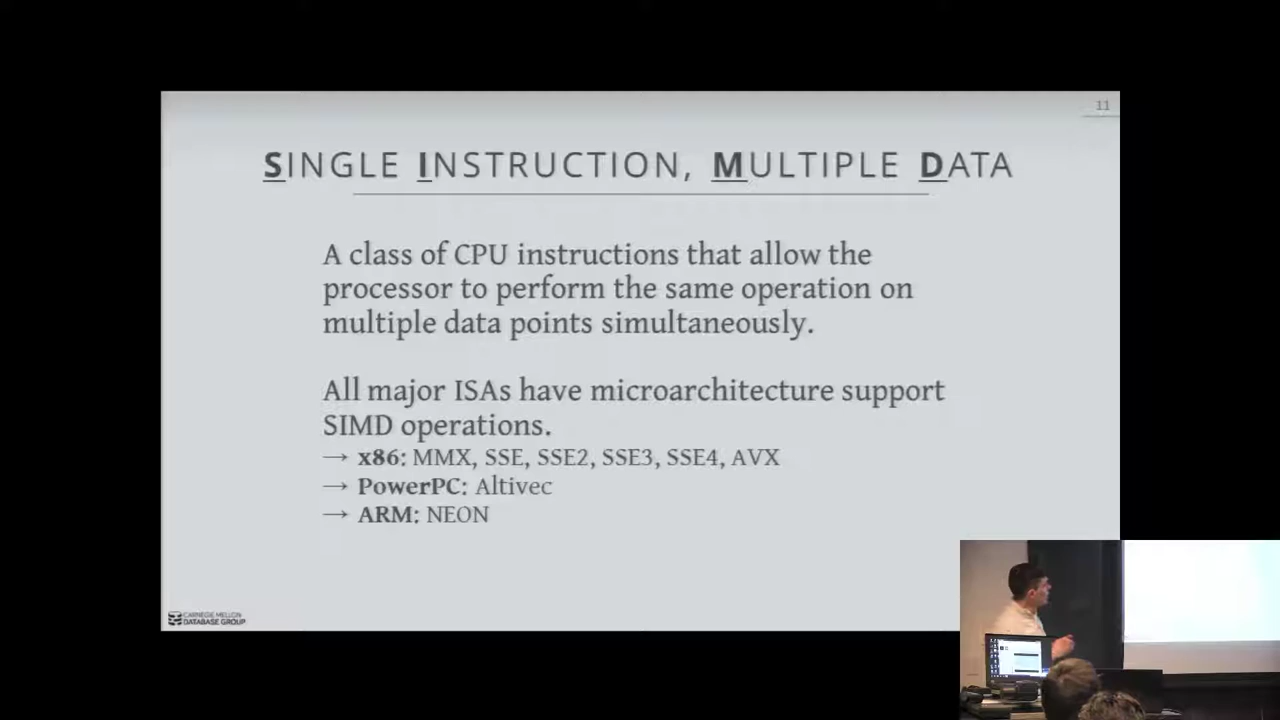 11
SINGLE INSTRUCTION, MULTIPLE DATA
A class of CPU instructions that allow the
processor to perform the same operation on
multiple data points simultaneously.
All major ISAs have microarchitecture support
SIMD operations.
→ x86: MMX, SSE, SSE2, SSE3, SSE4, AVX
→ PowerPC: Altivec
→ ARM: NEON
CARNEGIE MELLON
DATABASE GROUP